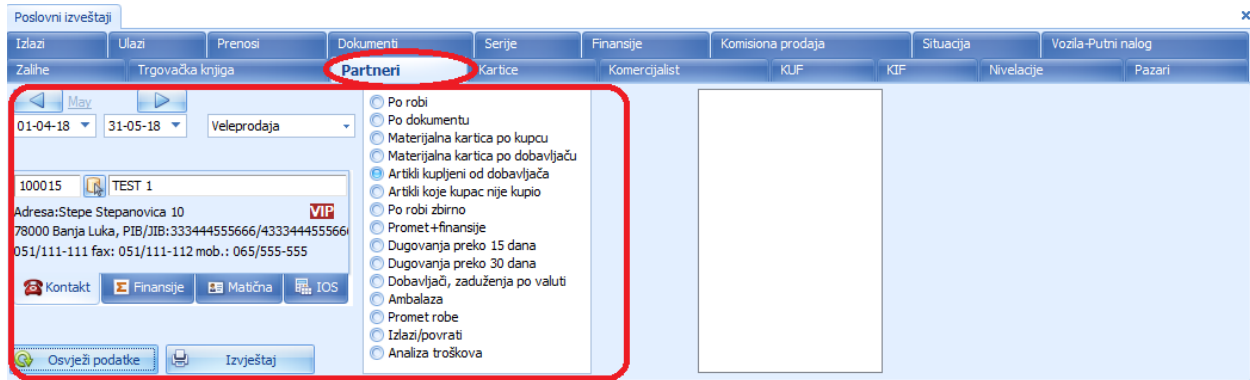 Poslovni izveštaji
Izlazi Ulazi Prenosi Dokumenti Serije Finansije Komisiona prodaja Situacija Vozila-Putni nalog
Zalihe Trgovačka knjiga Partneri Kartice Komercijalist KUF KIF Nivelacije Pazari
May
01-04-18 31-05-18 Veleprodaja
100015 TEST 1
Adresa:Stepe Stepanovica 10 VIP
78000 Banja Luka, PIB/JIB:333444555666/433344455566
051/111-111 fax: 051/111-112 mob.: 065/555-555
Kontakt Finansije Matična IOS
Osvježi podatke Izvještaj
Po robi
Po dokumentu
Materijalna kartica po kupcu
Materijalna kartica po dobavljaču
Artikli kupljeni od dobavljača
Artikli koje kupac nije kupio
Po robi zbirno
Promet+finansije
Dugovanja preko 15 dana
Dugovanja preko 30 dana
Dobavljači, zaduženja po valuti
Ambalaza
Promet robe
Izlazi/povrati
Analiza troškova